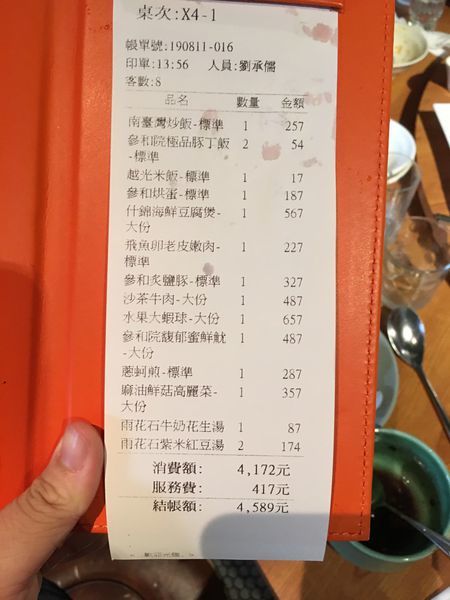 桌次:X4-1
帳單號:190811-016
印單:13:56 人員:劉承儒
客數:8
品名 數量 金額
南臺灣炒飯-標準 1 257
參和院極品豚丁飯 2 54
-標準
越光米飯-標準 1 17
參和烘蛋-標準 1 187
什錦海鮮豆腐煲- 1 567
大份
飛魚卵老皮嫩肉- 1 227
標準
參和炙鹽豚-標準 1 327
沙茶牛肉-大份 1 487
水果大蝦球-大份 1 657
參和院馥郁蜜鮮魷 1 487
-大份
蔥蚵煎-標準 1 287
麻油鮮菇高麗菜- 1 357
大份
雨花石牛奶花生湯 1 87
雨花石紫米紅豆湯 2 174
消費額: 4,172元
服務費: 417元
結帳額: 4,589元